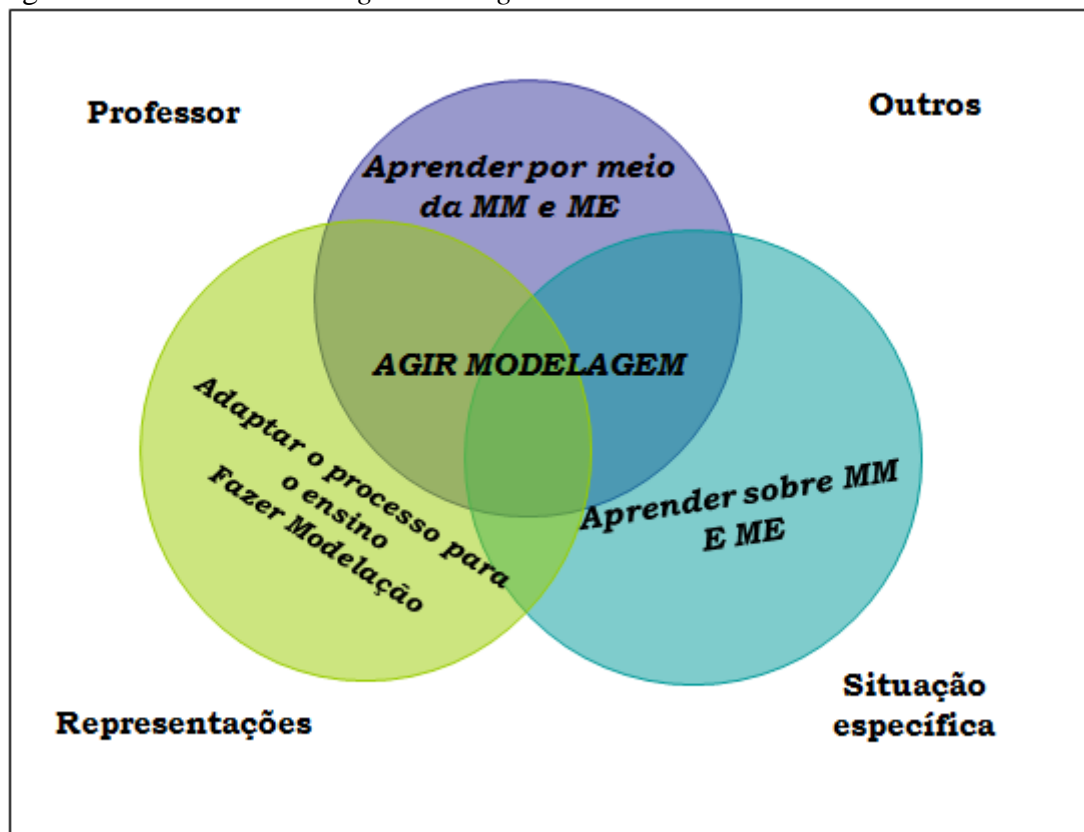 Professor
Outros
Aprender por meio
da MM e ME
AGIR MODELAGEM
Adaptar o processo para
o ensino
Fazer Modelação
Aprender sobre MM
E ME
Representações
Situação
específica